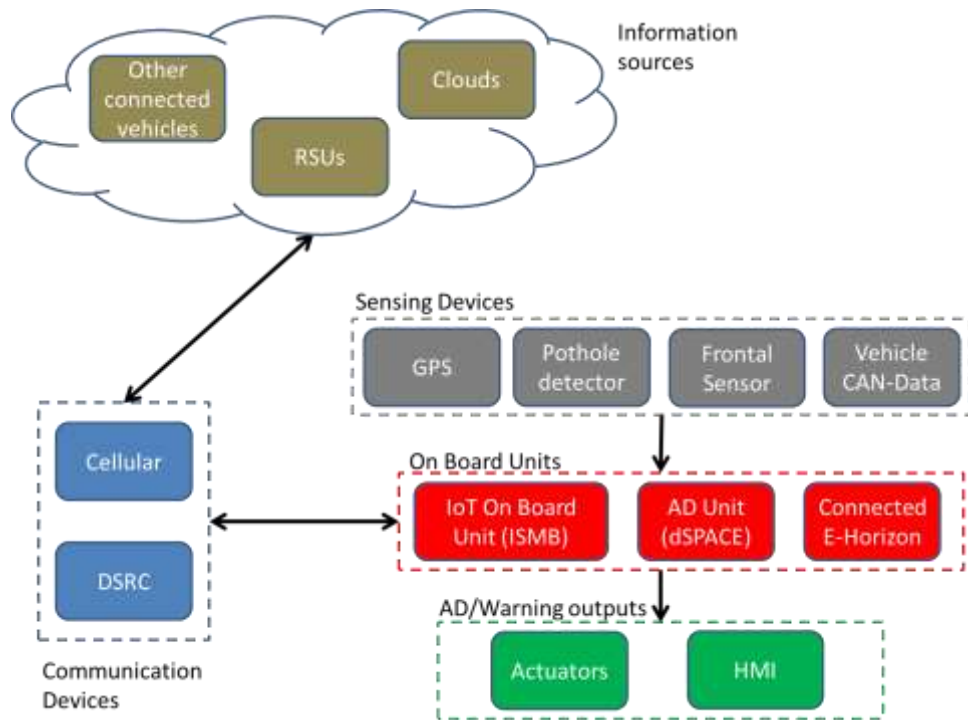 Information
sources
Other
connected
vehicles
Clouds
RSUs
Sensing Devices
GPS
Pothole
detector
Frontal
Sensor
Vehicle
CAN-Data
Cellular
DSRC
Communication
Devices
On Board Units
IoT On Board
Unit (ISMB)
AD Unit
(dSPACE)
Connected
E-Horizon
AD/Warning outputs
Actuators
HMI